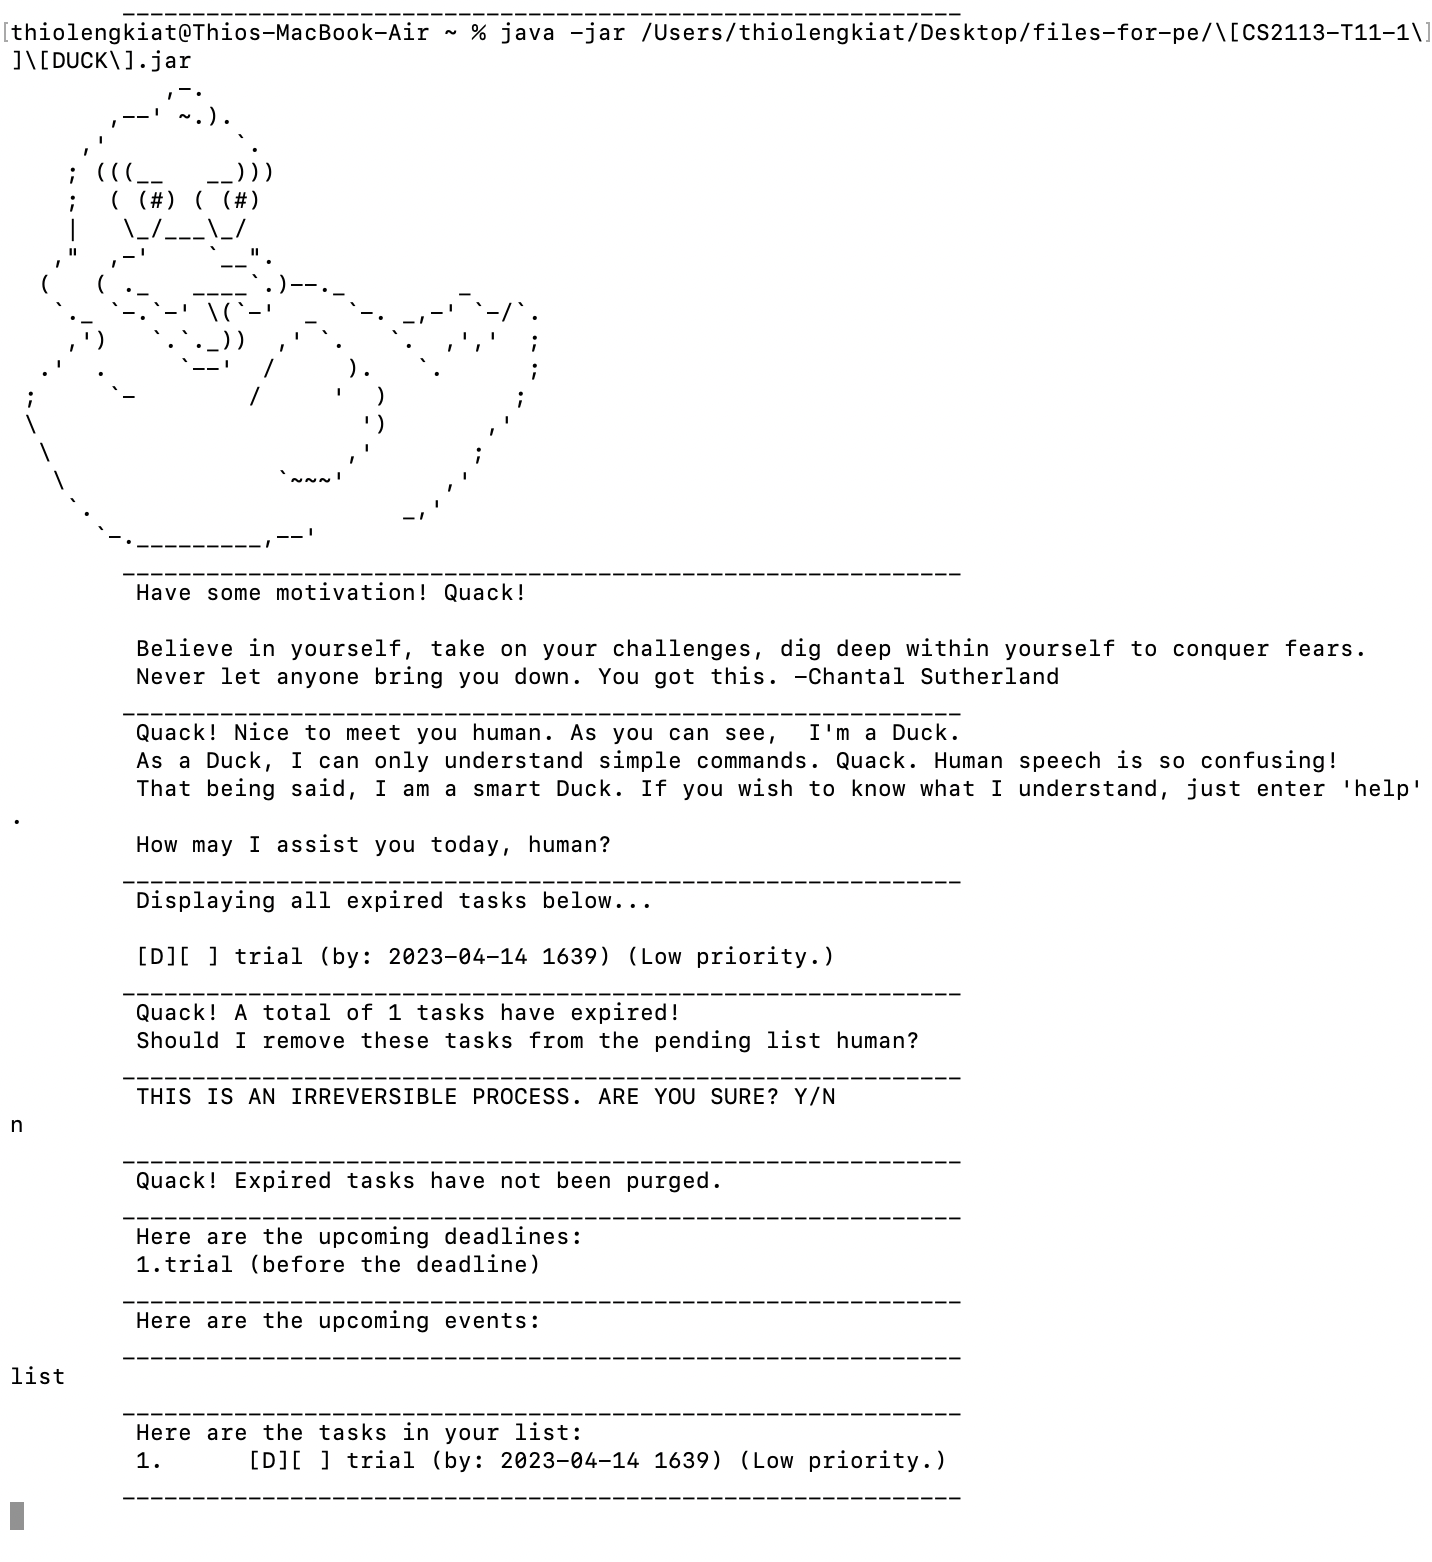 ____________________________________________________________
[thiolengkiat@Thios-MacBook-Air ~ % java -jar /Users/thiolengkiat/Desktop/files-for-pe/\[CS2113-T11-1\]
]\[DUCK\].jar
           ,-.
       ,--' ~.).
     ,'         `.
    ; (((__   __)))
    ;  ( (#) ( (#)
    |   \_/___\_/
   ,"  ,-'    `__".
  (   ( ._   ____`.)--._        _
   `._ `-.`-' \(`-'  _  `-. _,-' `-/`.
    ,')   `.`._))  ,' `.   `.  ,','  ;
  .'  .     `--'  /     ).   `.      ;
 ;     `-        /     '  )         ;
 \                       ')       ,'
  \                     ,'       ;
   \               `~~~'       ,'
    `.                      _,'
      `-._________,--'
____________________________________________________________
Have some motivation! Quack!
Believe in yourself, take on your challenges, dig deep within yourself to conquer fears.
Never let anyone bring you down. You got this. -Chantal Sutherland
____________________________________________________________
Quack! Nice to meet you human. As you can see,  I'm a Duck.
As a Duck, I can only understand simple commands. Quack. Human speech is so confusing!
That being said, I am a smart Duck. If you wish to know what I understand, just enter 'help'
.
How may I assist you today, human?
____________________________________________________________
Displaying all expired tasks below...
[D][ ] trial (by: 2023-04-14 1639) (Low priority.)
____________________________________________________________
Quack! A total of 1 tasks have expired!
Should I remove these tasks from the pending list human?
____________________________________________________________
THIS IS AN IRREVERSIBLE PROCESS. ARE YOU SURE? Y/N
n
____________________________________________________________
Quack! Expired tasks have not been purged.
____________________________________________________________
Here are the upcoming deadlines:
1.trial (before the deadline)
____________________________________________________________
Here are the upcoming events:
____________________________________________________________
list
____________________________________________________________
Here are the tasks in your list:
1.      [D][ ] trial (by: 2023-04-14 1639) (Low priority.)
____________________________________________________________